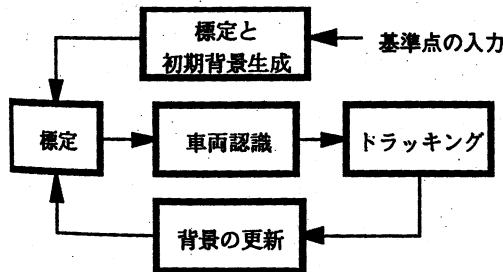 標定と
初期背景生成
基準点の入力
標定
車両認識
ドラッキング
背景の更新